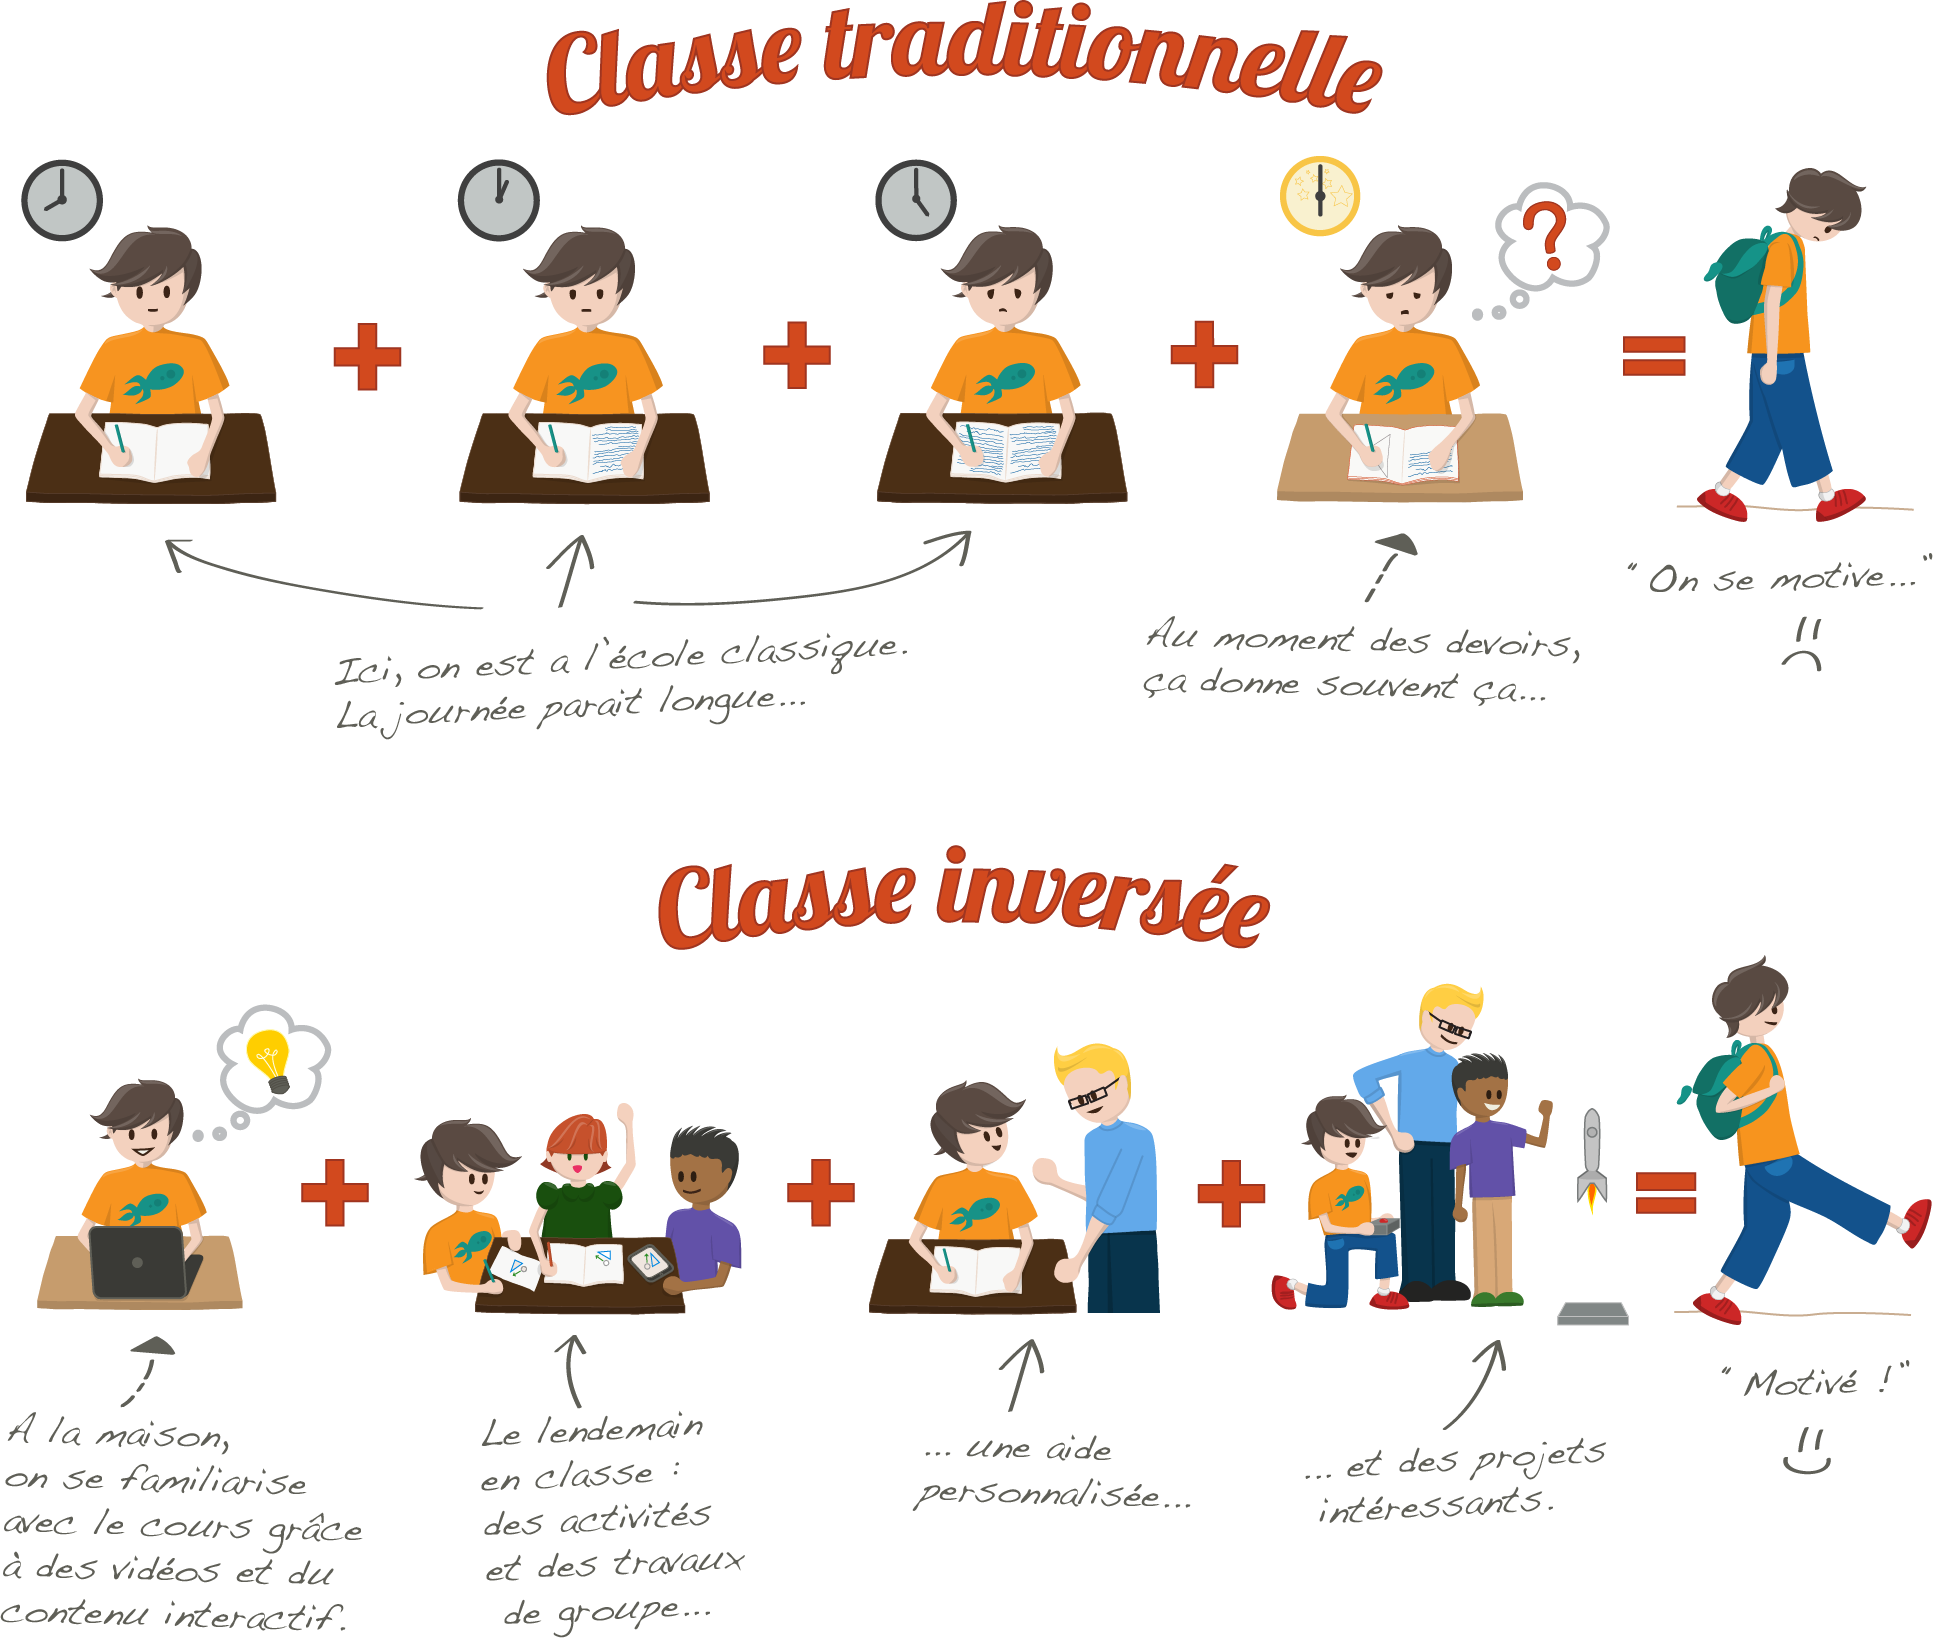 Classe traditionnelle
Ici, on est a l'école classique.
La journée parait longue...
Au moment des devoirs,
ça donne souvent ça...
" On se motive... "
Classe inversée
A la maison,
on se familiarise
avec le cours grâce
à des vidéos et du
contenu interactif.
Le lendemain
en classe :
des activités
et des travaux
de groupe...
... une aide
personnalisée...
... et des projets
intéressants.
" Motivé ! "